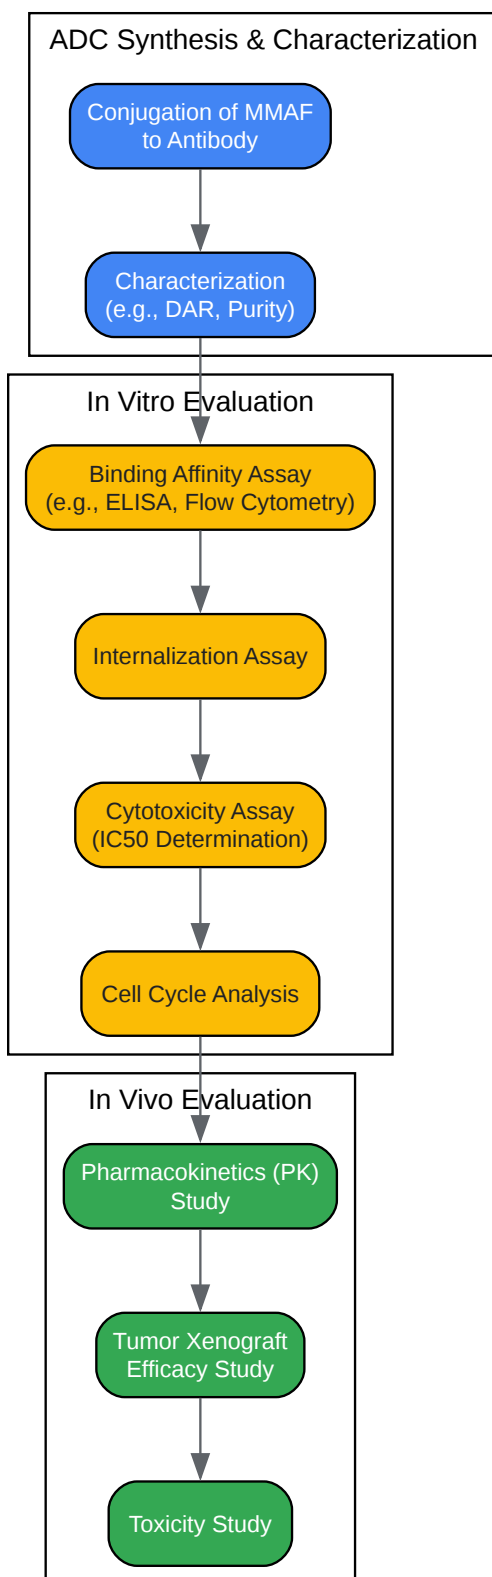 ADC Synthesis & Characterization
Conjugation of MMAF
to Antibody
Characterization
(e.g., DAR, Purity)
In Vitro Evaluation
Binding Affinity Assay
(e.g., ELISA, Flow Cytometry)
Internalization Assay
Cytotoxicity Assay
(IC50 Determination)
Cell Cycle Analysis
In Vivo Evaluation
Pharmacokinetics (PK)
Study
Tumor Xenograft
Efficacy Study
Toxicity Study